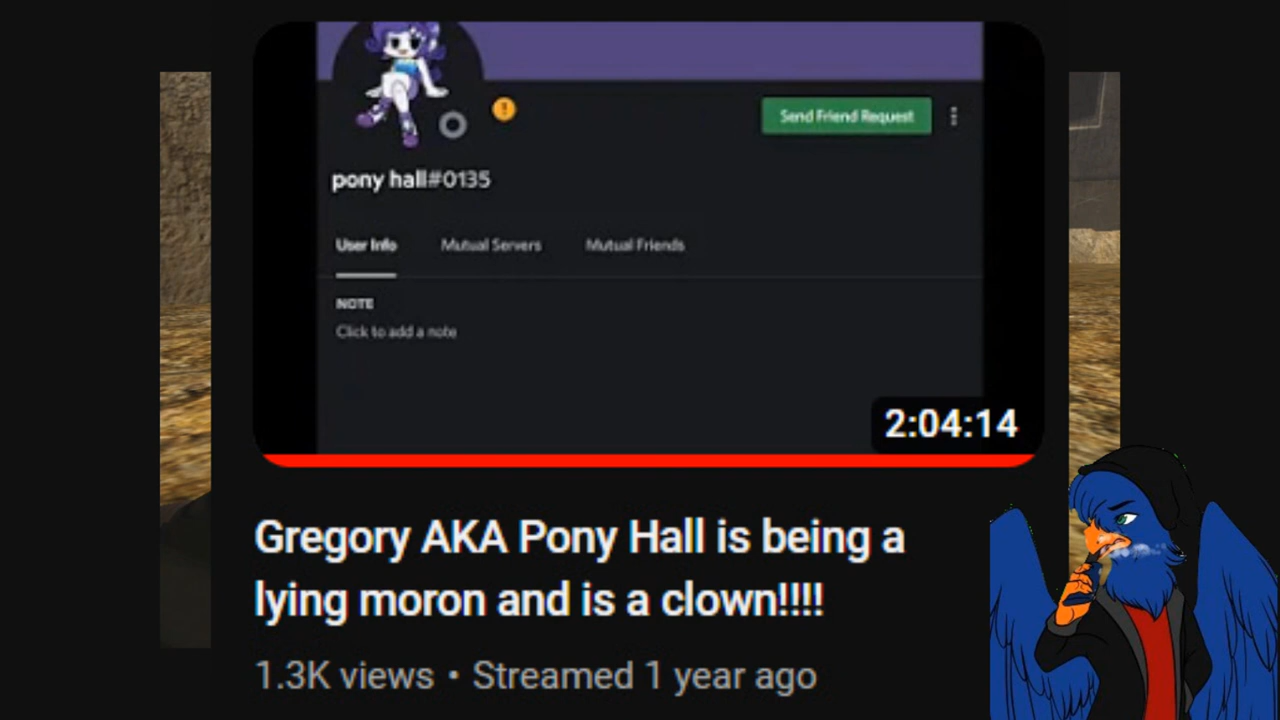 Send Friend Request
pony hall#0135
User Info Mutual Servers Mutual Friends
NOTE
Click to add a note
2:04:14
Gregory AKA Pony Hall is being a
lying moron and is a clown!!!!
1.3K views • Streamed 1 year ago